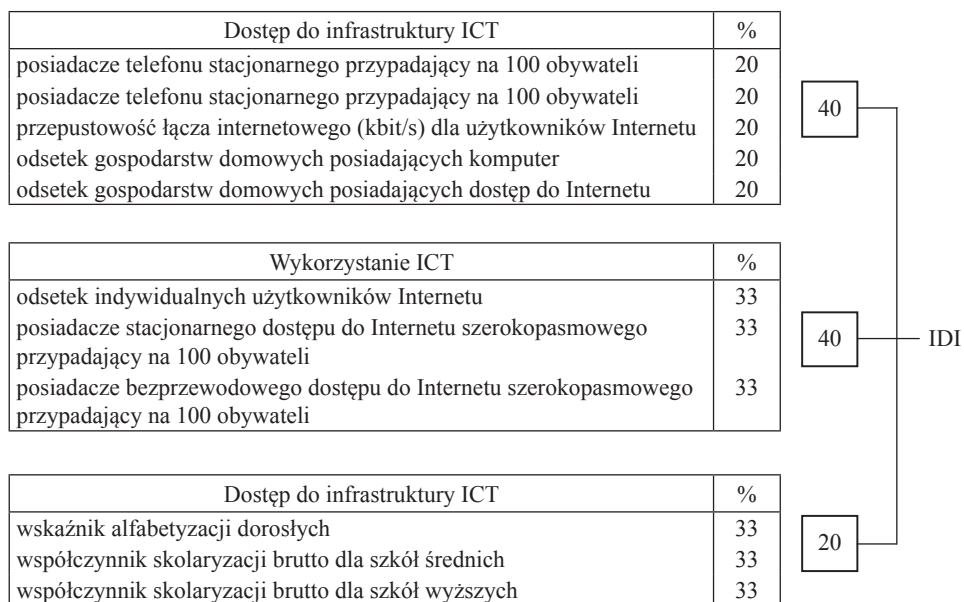 Dostęp do infrastruktury ICT %
posiadacze telefonu stacjonarnego przypadający na 100 obywateli 20
posiadacze telefonu stacjonarnego przypadający na 100 obywateli 20
przepustowość łącza internetowego (kbit/s) dla użytkowników Internetu 20
odsetek gospodarstw domowych posiadających komputer 20
odsetek gospodarstw domowych posiadających dostęp do Internetu 20
40
Wykorzystanie ICT %
odsetek indywidualnych użytkowników Internetu 33
posiadacze stacjonarnego dostępu do Internetu szerokopasmowego 33
przypadający na 100 obywateli
posiadacze bezprzewodowego dostępu do Internetu szerokopasmowego 33
przypadający na 100 obywateli
40
IDI
Dostęp do infrastruktury ICT %
wskaźnik alfabetyzacji dorosłych 33
współczynnik skolaryzacji brutto dla szkół średnich 33
współczynnik skolaryzacji brutto dla szkół wyższych 33
20